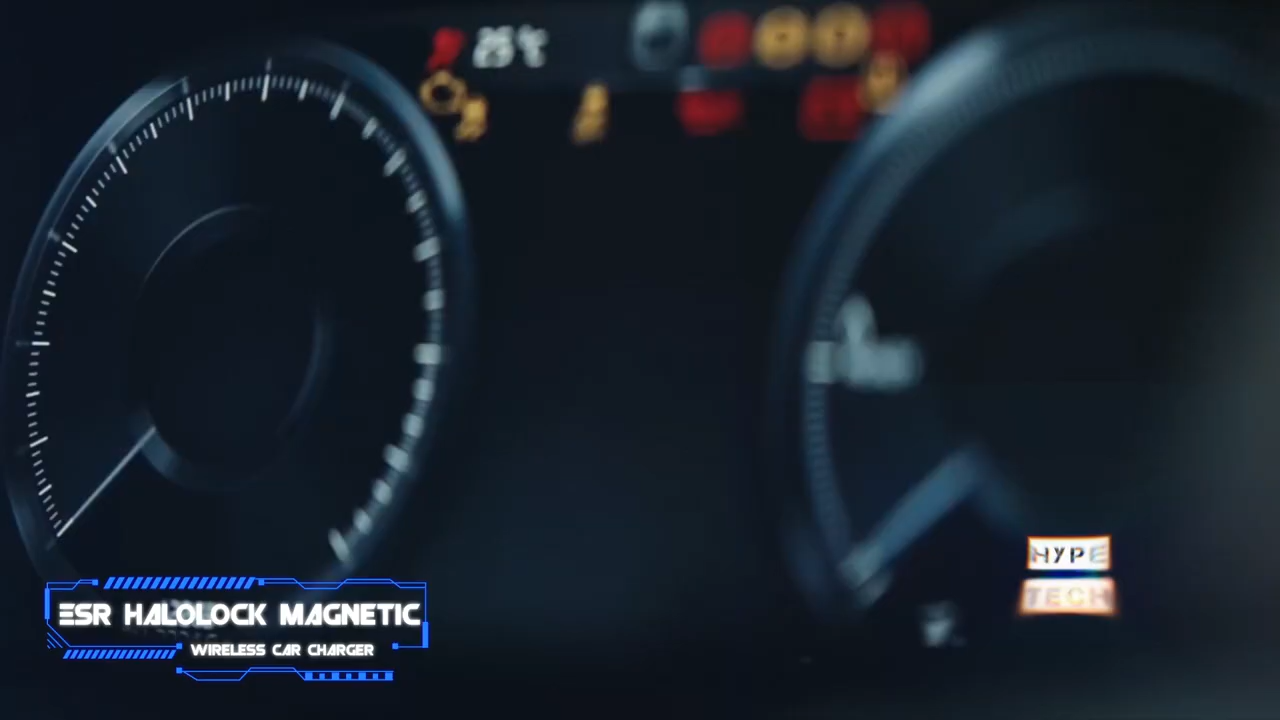 25°C
ESR HALOLOCK MAGNETIC
WIRELESS CAR CHARGER
HYPE
TECH